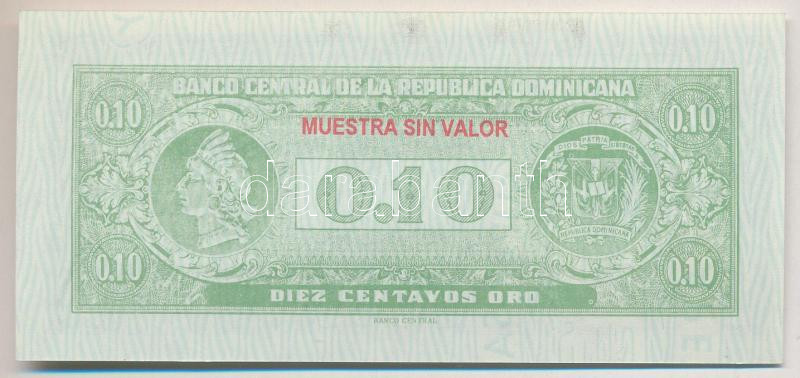 BANCO CENTRAL DE LA REPUBLICA DOMINICANA
0.10 0.10
MUESTRA SIN VALOR
DIOS PATRIA LIBERTAD
0.10
REPUBLICA DOMINICANA
0.10 0.10
DIEZ CENTAVOS ORO
BANCO CENTRAL
darabanth